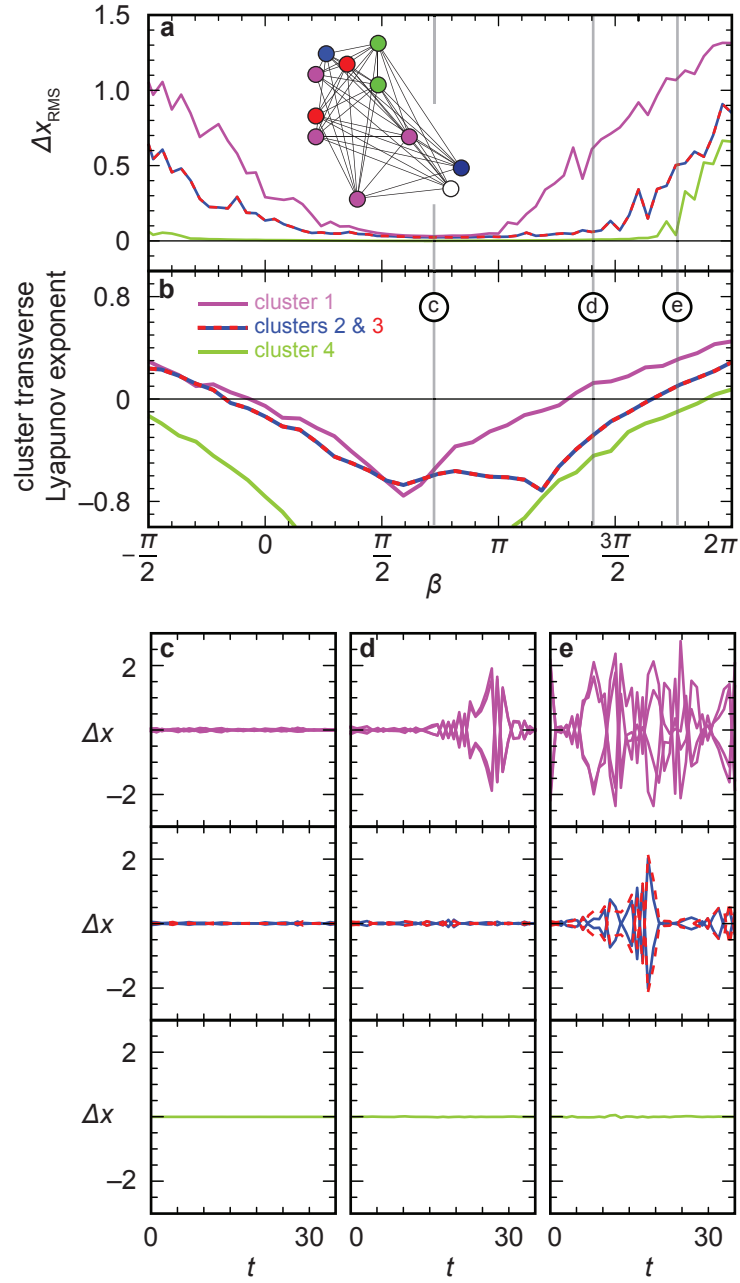 a
1.5
1.0
0.5
0
Δx RMS
b
cluster 1
clusters 2 & 3
cluster 4
c
d
e
0.8
0
−0.8
cluster transverse
Lyapunov exponent
−π/2
0
π/2
π
3π/2
2π
β
c
d
e
2
Δx
−2
2
Δx
−2
2
Δx
−2
0
30
0
30
0
30
t
t
t